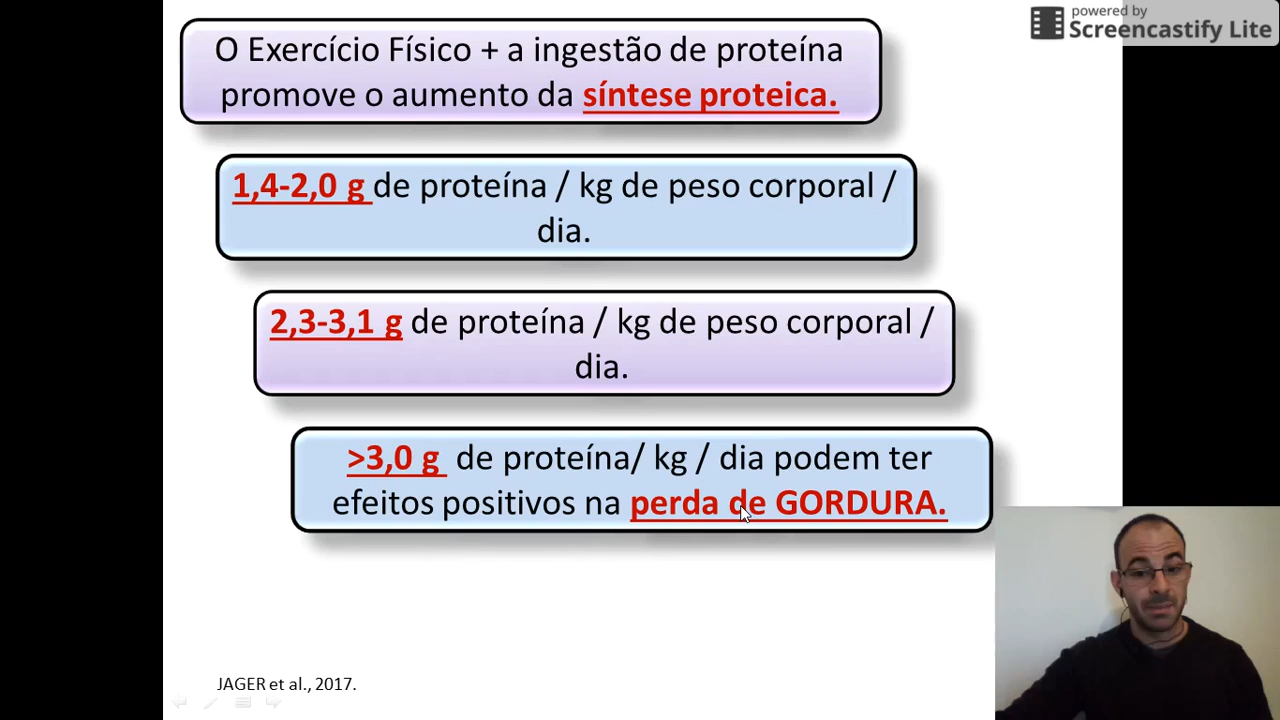 powered by
Screencastify Lite
O Exercício Físico + a ingestão de proteína
promove o aumento da síntese proteica.
1,4-2,0 g de proteína / kg de peso corporal /
dia.
2,3-3,1 g de proteína / kg de peso corporal /
dia.
>3,0 g de proteína/ kg / dia podem ter
efeitos positivos na perda de GORDURA.
JAGER et al., 2017.